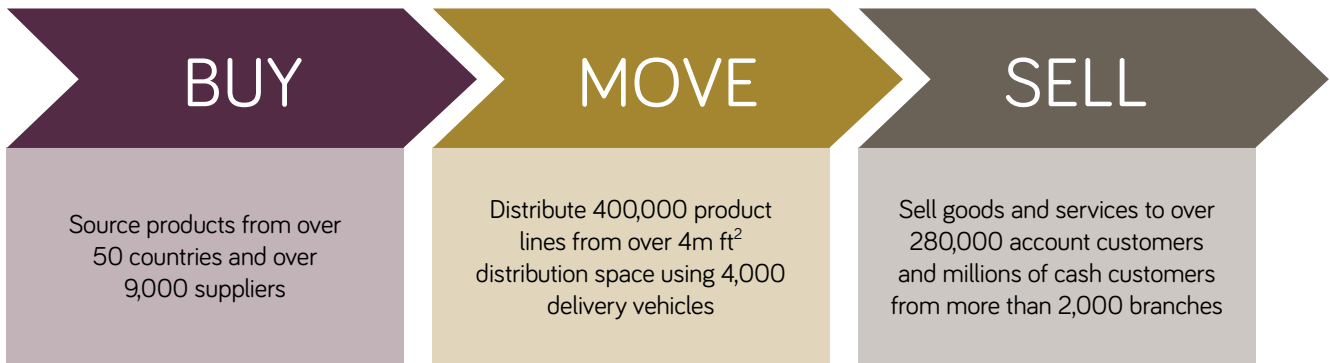 BUY
MOVE
SELL
Source products from over
50 countries and over
9,000 suppliers
Distribute 400,000 product
lines from over 4m ft²
distribution space using 4,000
delivery vehicles
Sell goods and services to over
280,000 account customers
and millions of cash customers
from more than 2,000 branches